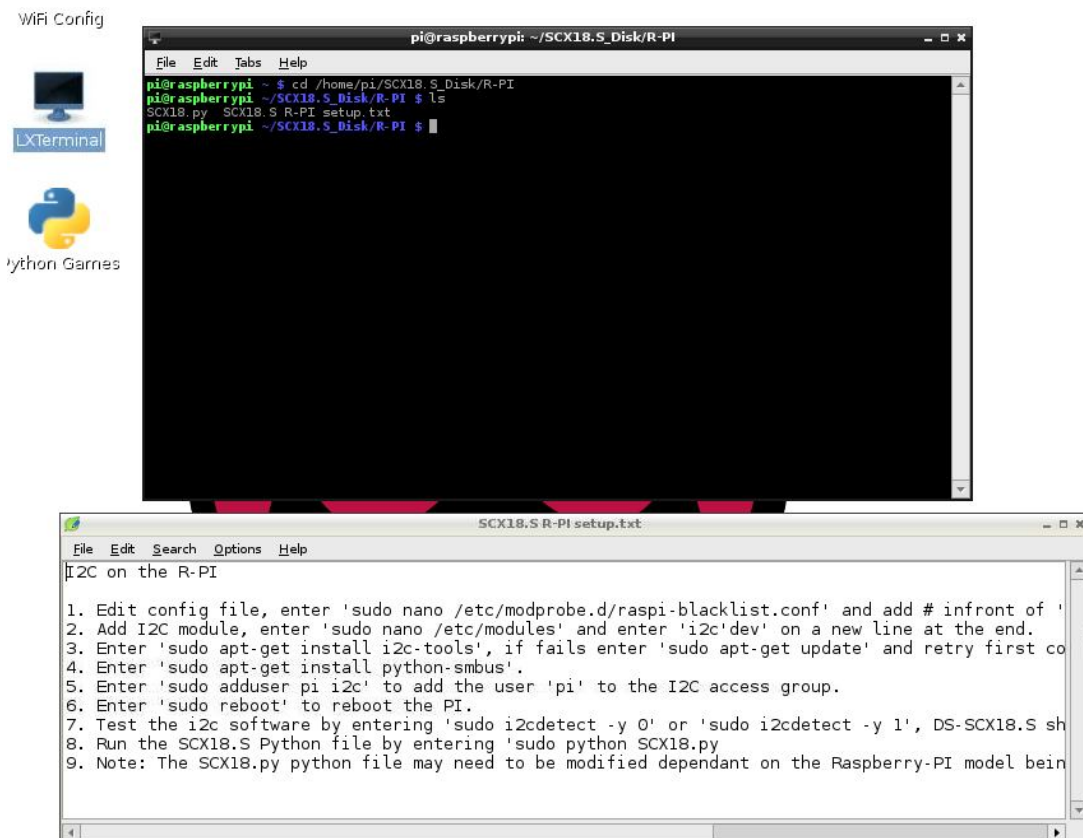 WiFi Config
LXTerminal
Python Games
pi@raspberrypi: ~/SCX18.S_Disk/R-PI
File Edit Tabs Help
pi@raspberrypi ~ $ cd /home/pi/SCX18.S_Disk/R-PI
pi@raspberrypi ~/SCX18.S_Disk/R-PI $ ls
SCX18.py SCX18.S R-PI setup.txt
pi@raspberrypi ~/SCX18.S_Disk/R-PI $
SCX18.S R-PI setup.txt
File Edit Search Options Help
I2C on the R-PI
1. Edit config file, enter 'sudo nano /etc/modprobe.d/raspi-blacklist.conf' and add # infront of '
2. Add I2C module, enter 'sudo nano /etc/modules' and enter 'i2c'dev' on a new line at the end.
3. Enter 'sudo apt-get install i2c-tools', if fails enter 'sudo apt-get update' and retry first co
4. Enter 'sudo apt-get install python-smbus'.
5. Enter 'sudo adduser pi i2c' to add the user 'pi' to the I2C access group.
6. Enter 'sudo reboot' to reboot the PI.
7. Test the i2c software by entering 'sudo i2cdetect -y 0' or 'sudo i2cdetect -y 1', DS-SCX18.S sh
8. Run the SCX18.S Python file by entering 'sudo python SCX18.py
9. Note: The SCX18.py python file may need to be modified dependant on the Raspberry-PI model bein